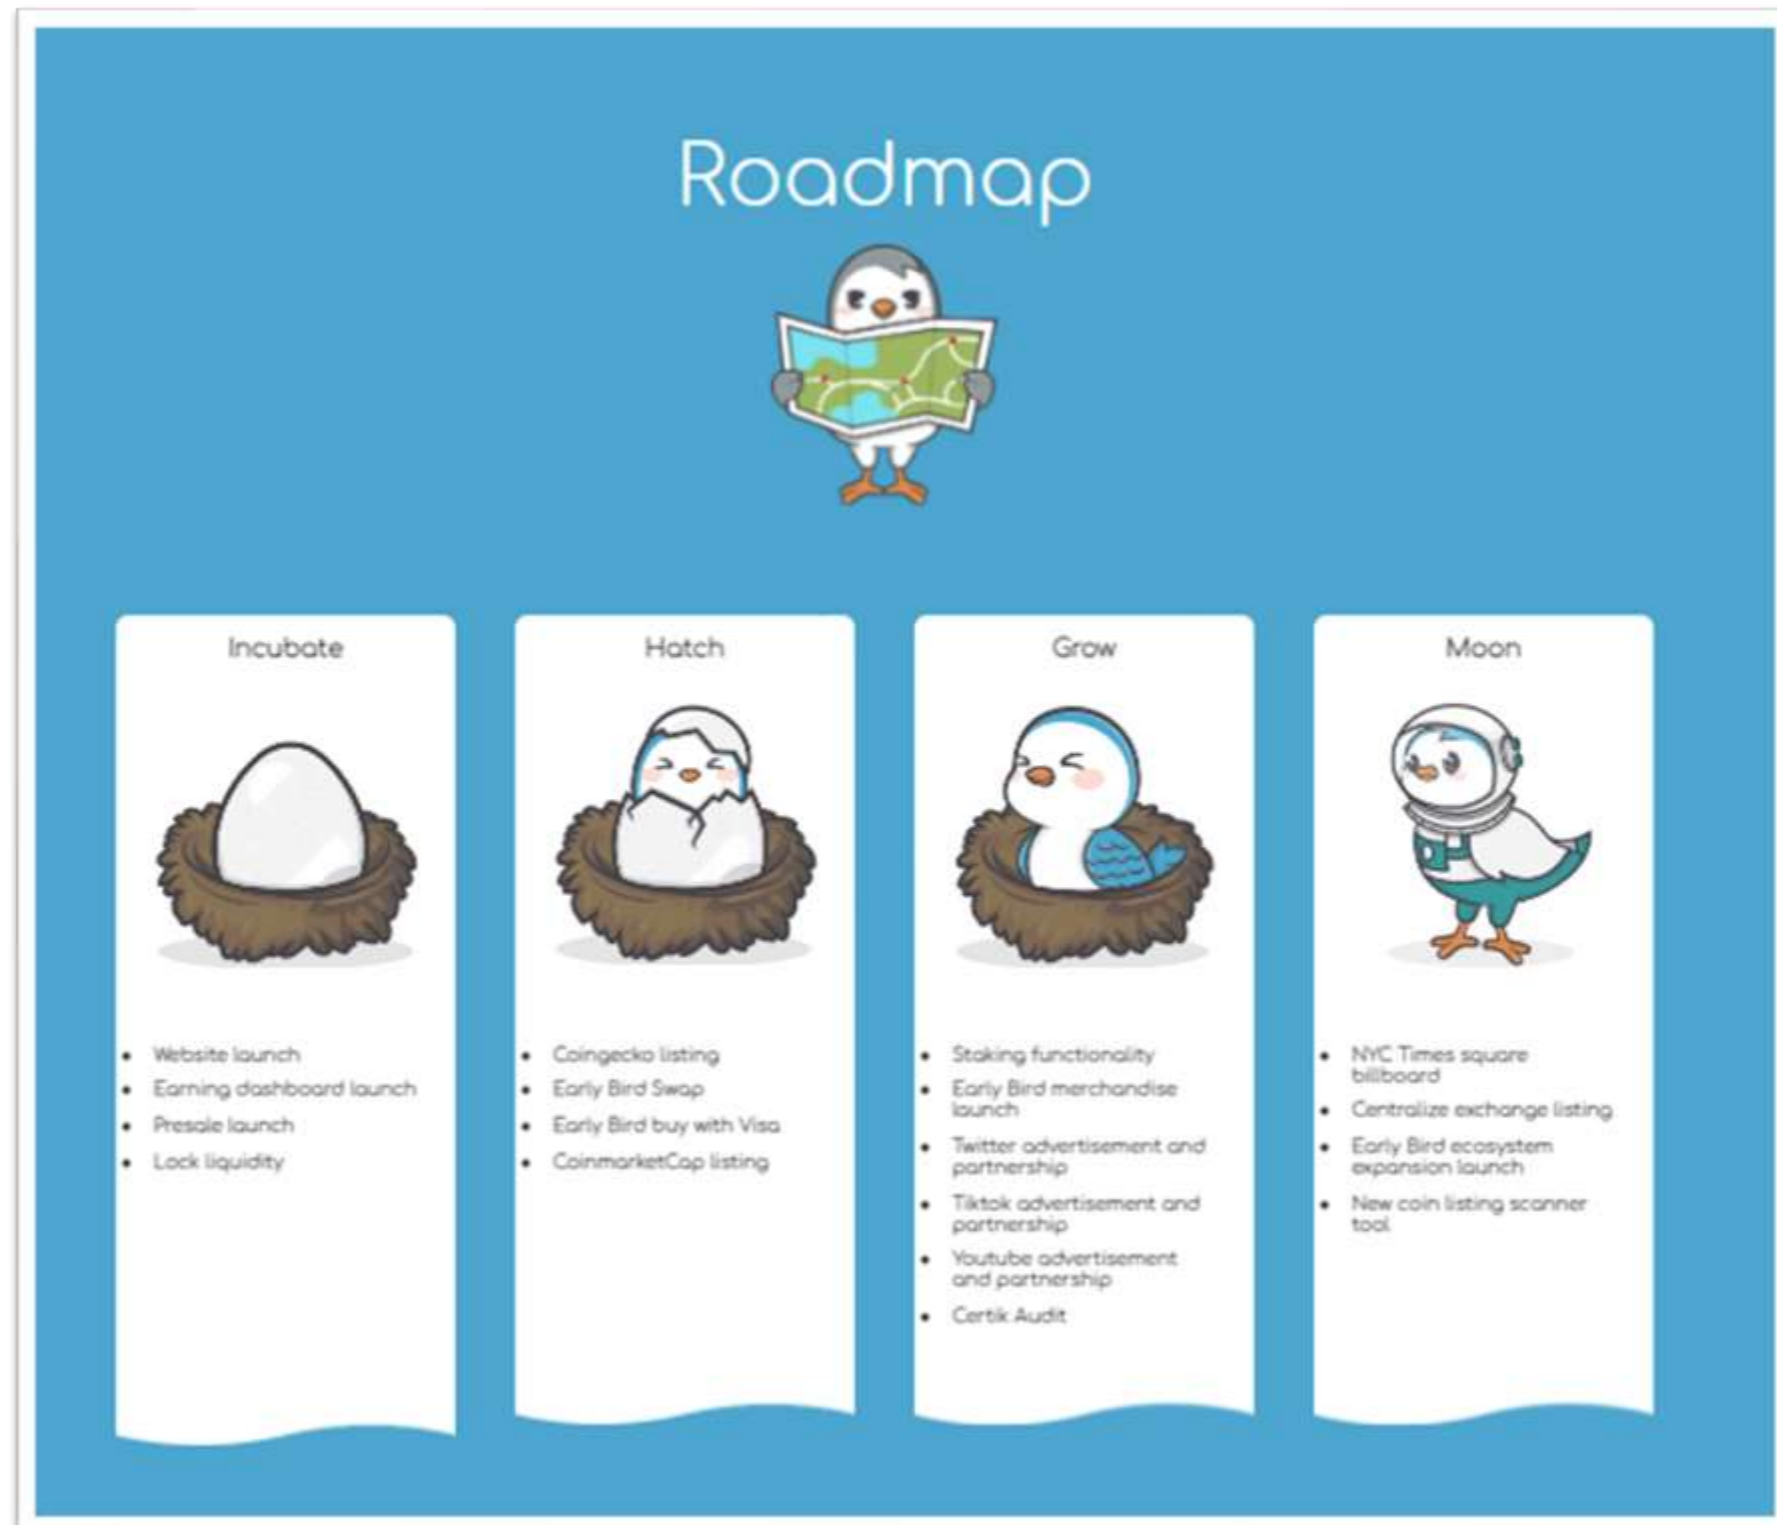 Roadmap
Incubate
• Website launch
• Earning dashboard launch
• Presale launch
• Lock liquidity
Hatch
• Coingecko listing
• Early Bird Swap
• Early Bird buy with Visa
• CoinmarketCap listing
Grow
• Staking functionality
• Early Bird merchandise
launch
• Twitter advertisement and
partnership
• Tiktok advertisement and
partnership
• Youtube advertisement
and partnership
• Certik Audit
Moon
• NYC Times square
billboard
• Centralize exchange listing
• Early Bird ecosystem
expansion launch
• New coin listing scanner
tool